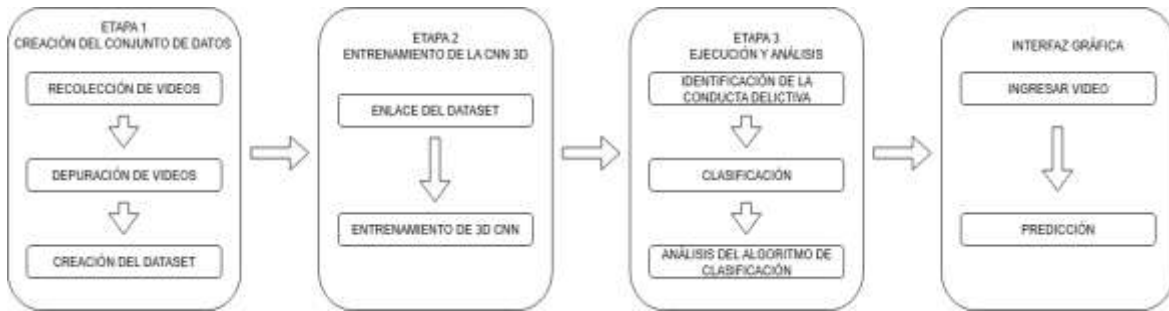 ETAPA 1
CREACIÓN DEL CONJUNTO DE DATOS
RECOLECCIÓN DE VIDEOS
DEPURACIÓN DE VIDEOS
CREACIÓN DEL DATASET
ETAPA 2
ENTRENAMIENTO DE LA CNN 3D
ENLACE DEL DATASET
ENTRENAMIENTO DE 3D CNN
ETAPA 3
EJECUCIÓN Y ANÁLISIS
IDENTIFICACIÓN DE LA
CONDUCTA DELICTIVA
CLASIFICACIÓN
ANÁLISIS DEL ALGORITMO DE
CLASIFICACIÓN
INTERFAZ GRÁFICA
INGRESAR VIDEO
PREDICCIÓN